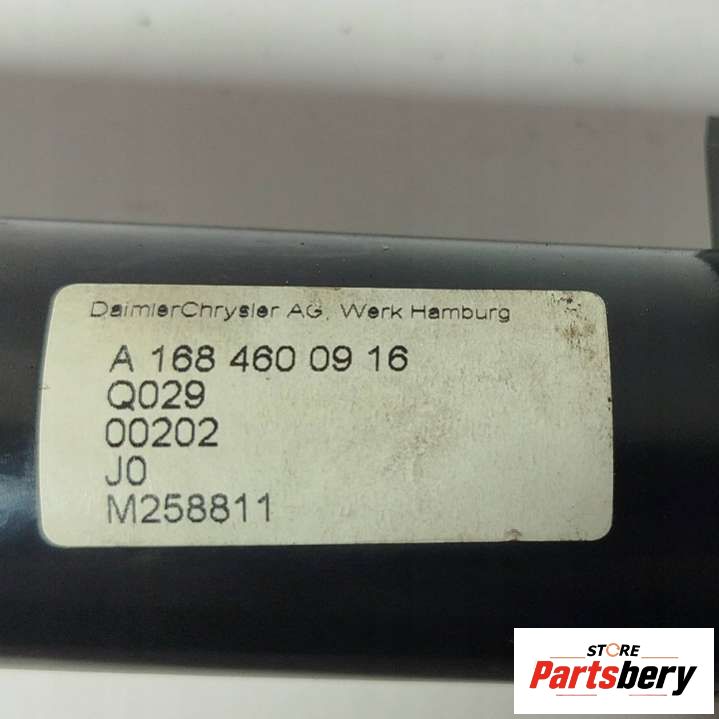 DaimlerChrysler AG, Werk Hamburg
A 168 460 09 16
Q029
00202
J0
M258811
STORE
Partsbery